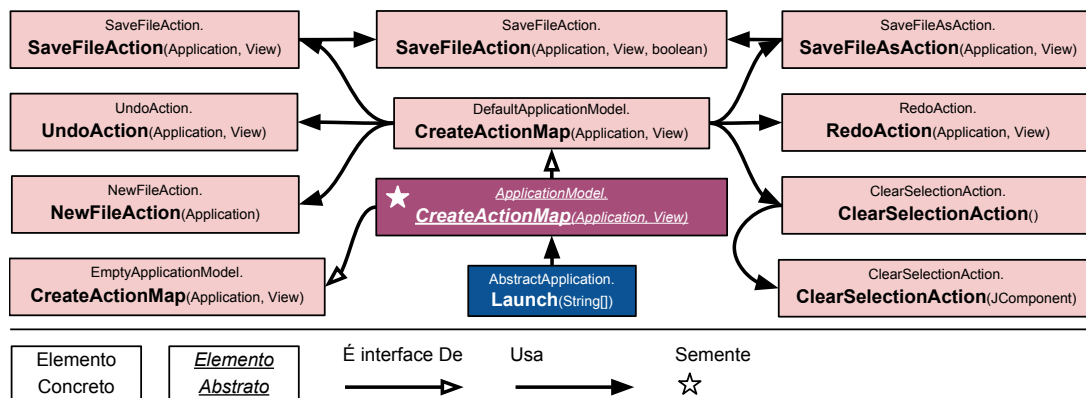 SaveFileAction.
SaveFileAction(Application, View)
SaveFileAction.
SaveFileAction(Application, View, boolean)
SaveFileAsAction.
SaveFileAsAction(Application, View)
UndoAction.
UndoAction(Application, View)
DefaultApplicationModel.
CreateActionMap(Application, View)
RedoAction.
RedoAction(Application, View)
NewFileAction.
NewFileAction(Application)
ApplicationModel.
CreateActionMap(Application, View)
ClearSelectionAction.
ClearSelectionAction()
EmptyApplicationModel.
CreateActionMap(Application, View)
AbstractApplication.
Launch(String[])
ClearSelectionAction.
ClearSelectionAction(JComponent)
Elemento
Concreto
Elemento
Abstrato
É interface De
Usa
Semente